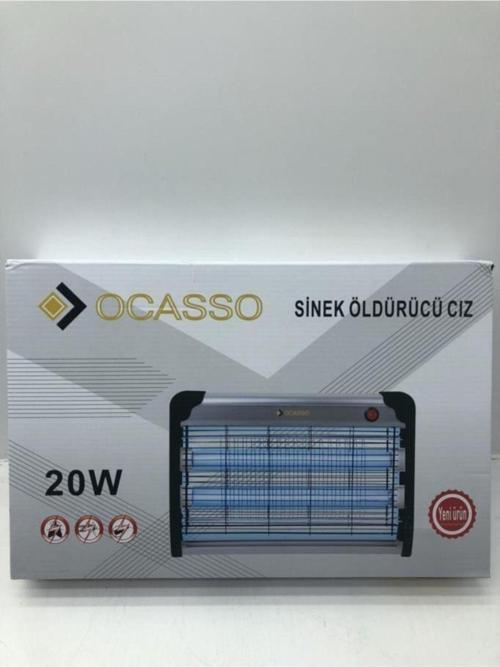 OCASSO
SİNEK ÖLDÜRÜCÜ CIZ
OCASSO
20W
Yeni ürün